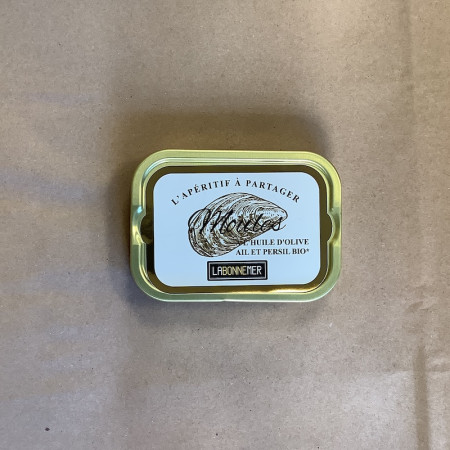 L'APÉRITIF À PARTAGER
Moules
À L'HUILE D'OLIVE
AIL ET PERSIL BIO*
LABONNEMER